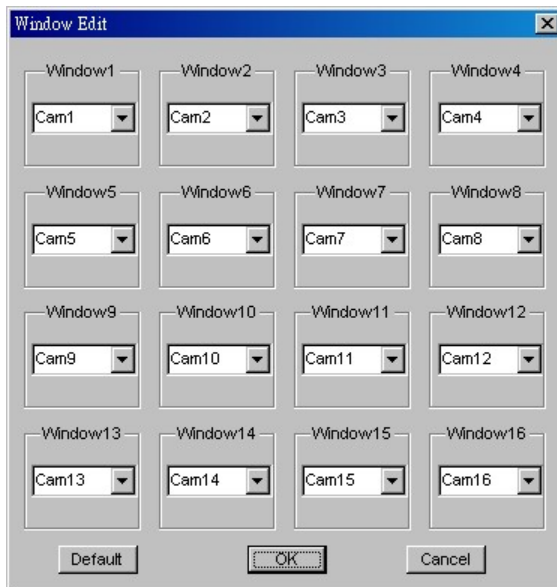 Window Edit
Window1 Window2 Window3 Window4
Cam1 Cam2 Cam3 Cam4
Window5 Window6 Window7 Window8
Cam5 Cam6 Cam7 Cam8
Window9 Window10 Window11 Window12
Cam9 Cam10 Cam11 Cam12
Window13 Window14 Window15 Window16
Cam13 Cam14 Cam15 Cam16
Default OK Cancel